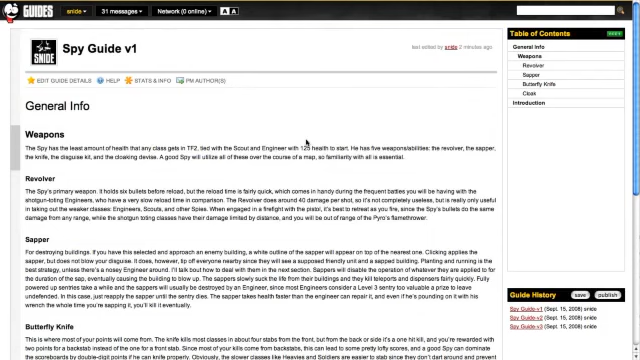 GUIDES
snide
31 messages
Network (0 online)
A A
SNIDE
Spy Guide v1
last edited by snide 2 minutes ago
EDIT GUIDE DETAILS
HELP
STATS & INFO
PM AUTHOR(S)
General Info
Weapons
The Spy has the least amount of health that any class gets in TF2, tied with the Scout and Engineer with 125 health to start. He has five weapons/abilities: the revolver, the sapper,
the knife, the disguise kit, and the cloaking devise. A good Spy will utilize all of these over the course of a map, so familiarity with all is essential.
Revolver
The Spy's primary weapon. It holds six bullets before reload, but the reload time is fairly quick, which comes in handy during the frequent battles you will be having with the
shotgun-toting Engineers, who have a very slow reload time in comparison. The Revolver does around 40 damage per shot, so it's not completely useless, but is really only useful
in taking out the weaker classes: Engineers, Scouts, and other Spies. When engaged in a firefight with the pistol, it's best to retreat as you fire, since the Spy's bullets do the same
damage from any range, while the shotgun toting classes have their damage limited by distance, and you will be out of range of the Pyro's flamethrower.
Sapper
For destroying buildings. If you have this selected and approach an enemy building, a white outline of the sapper will appear on top of the nearest one. Clicking applies the
sapper, but does not blow your disguise. It does, however, tip off everyone nearby since they will see a supposed friendly unit and a sapped building. Planting and running is the
best strategy, unless there's a nosey Engineer around. I'll talk about how to deal with them in the next section. Sappers will disable the operation of whatever they are applied to for
the duration of the sap, eventually causing the building to blow up. The sappers slowly suck the life from their buildings and they kill teleports and dispensers fairly quickly. Fully
powered up sentries take a while and the sappers will usually be destroyed by an Engineer, since most Engineers consider a Level 3 sentry too valuable a prize to leave
undefended. In this case, just reapply the sapper until the sentry dies. The sapper takes health faster than the engineer can repair it, and even if he's pounding on it with his
wrench the whole time you're sapping it, you'll kill it eventually.
Butterfly Knife
This is where most of your kills will come from. The knife kills most classes in about four stabs from the front, but from the back or side it's a one hit kill, and you're rewarded with
two points for a backstab instead of the one for a front stab. Since most of your kills come from backstabs, this can lead to some pretty lofty scores, and a good Spy can dominate
the scoreboards by double-digit points if he can knife properly. Obviously, the slower classes like Heavies and Soldiers are easier to stab since they don't dart around and prevent
Table of Contents
General Info
Weapons
Revolver
Sapper
Butterfly Knife
Cloak
Introduction
Guide History
save
publish
Spy Guide-v1 (Sept. 15, 2008) snide
Spy Guide-v2 (Sept. 15, 2008) snide
Spy Guide-v3 (Sept. 15, 2008) snide